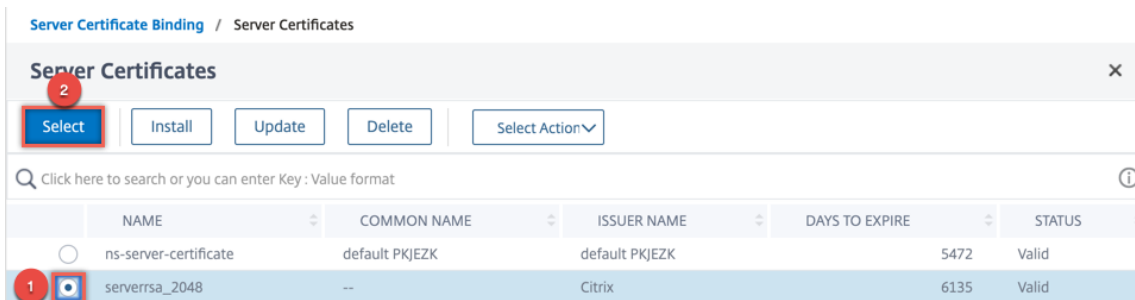 Server Certificate Binding / Server Certificates
Server Certificates
2
Select Install Update Delete Select Action
Click here to search or you can enter Key : Value format
NAME COMMON NAME ISSUER NAME DAYS TO EXPIRE STATUS
ns-server-certificate default PKJEZK default PKJEZK 5472 Valid
1 serverrsa_2048 -- Citrix 6135 Valid